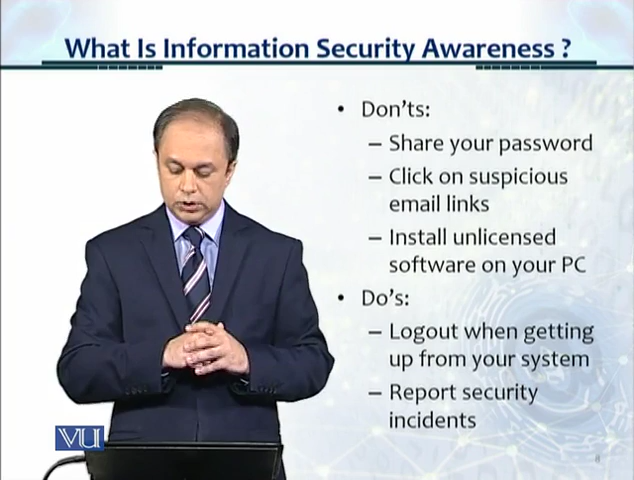 What Is Information Security Awareness ?
• Don'ts:
– Share your password
– Click on suspicious
email links
– Install unlicensed
software on your PC
• Do's:
– Logout when getting
up from your system
– Report security
incidents
VU
8